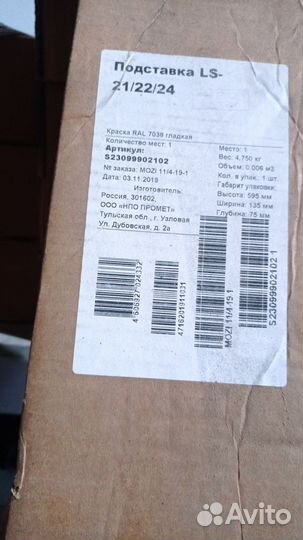 Подставка LS-
21/22/24
Краска RAL 7038 гладкая
Количество мест: 1
Артикул:
S23099902102
№ заказа: MOZI 11/4-19-1
Дата: 03.11.2019
Изготовитель:
Россия, 301602,
ООО «НПО ПРОМЕТ»
Тульская обл., г. Узловая
Ул. Дубовская, д. 2а
Место: 1
Вес: 4,750 кг
Объем: 0.006 м3
Кол. в упак.: 1 шт.
Габарит упаковки:
Высота: 595 мм
Ширина: 135 мм
Глубина: 75 мм
4716201911031
MOZI 11/4-19 1
S23099902102-1
Avito